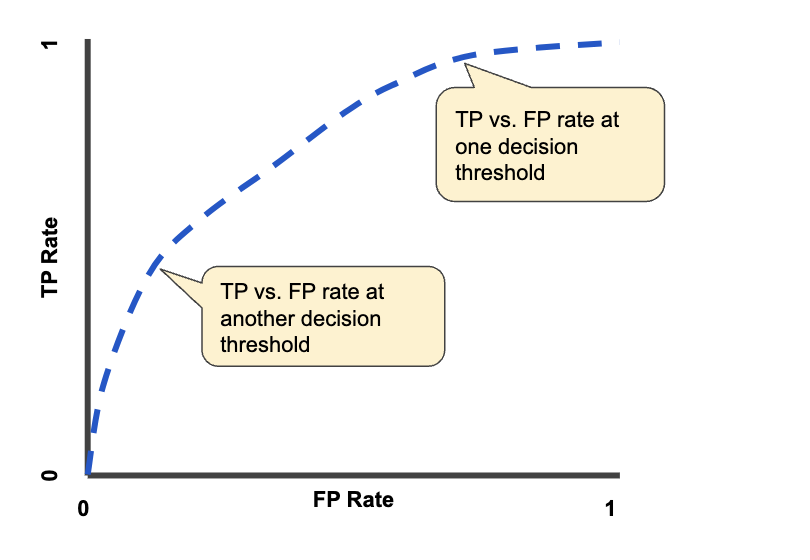 1
TP vs. FP rate at
one decision
threshold
TP Rate
TP vs. FP rate at
another decision
threshold
0
0
FP Rate
1